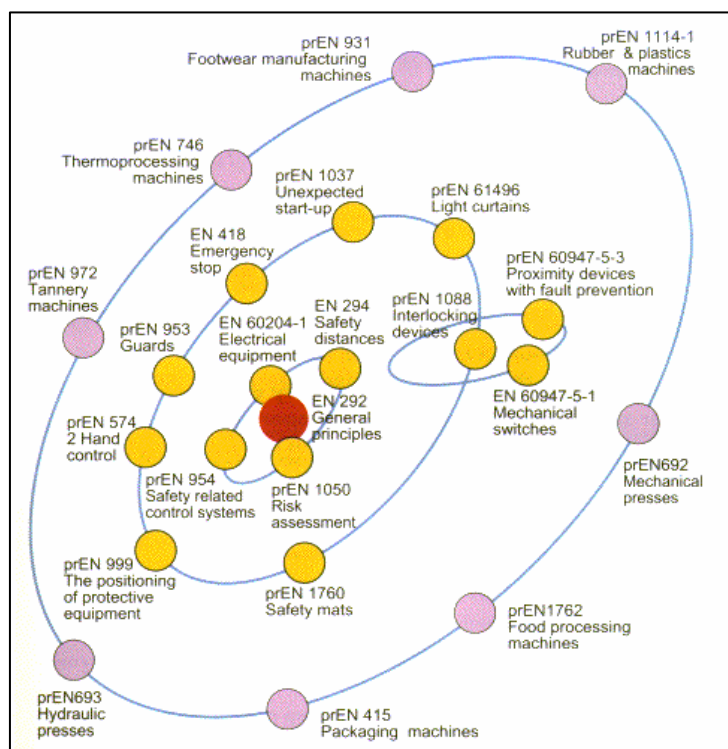 prEN 931
Footwear manufacturing
machines
prEN 1114-1
Rubber & plastics
machines
prEN 746
Thermoprocessing
machines
prEN 1037
Unexpected
start-up
prEN 61496
Light curtains
EN 418
Emergency
stop
prEN 60947-5-3
Proximity devices
with fault prevention
prEN 972
Tannery
machines
prEN 1088
Interlocking
devices
prEN 953
Guards
EN 60204-1
Electrical
equipment
EN 294
Safety
distances
EN 292
General
principles
EN 60947-5-1
Mechanical
switches
prEN 574
2 Hand
control
prEN 954
Safety related
control systems
prEN 1050
Risk
assessment
prEN692
Mechanical
presses
prEN 999
The positioning
of protective
equipment
prEN 1760
Safety mats
prEN1762
Food processing
machines
prEN693
Hydraulic
presses
prEN 415
Packaging machines